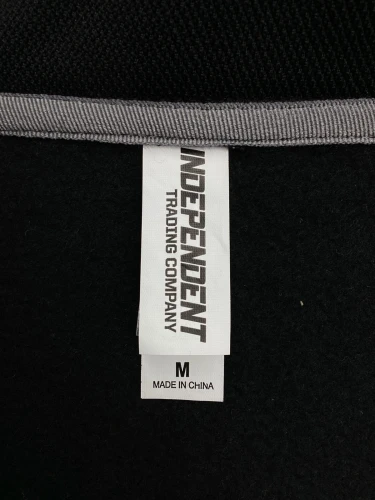 INDEPENDENT
TRADING COMPANY
M
MADE IN CHINA